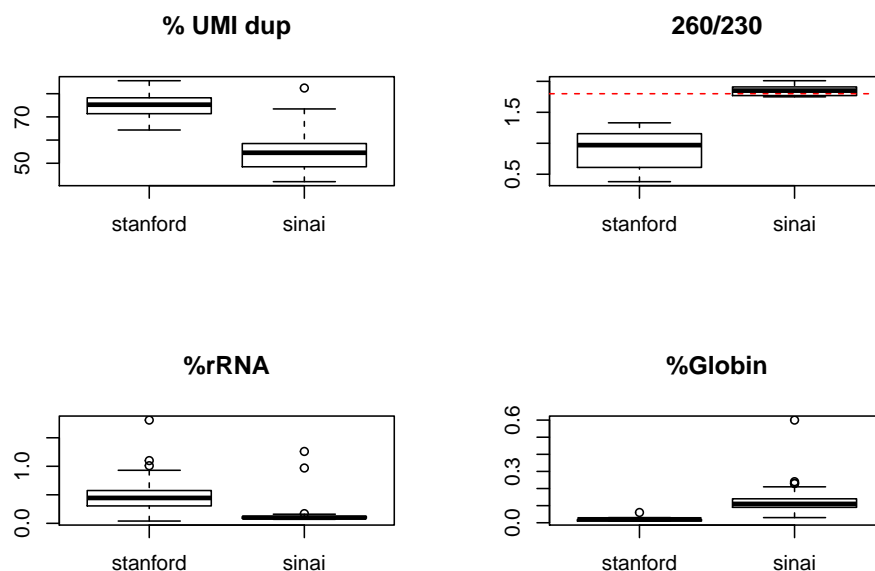 % UMI dup
70
50
stanford
sinai
260/230
1.5
0.5
stanford
sinai
%rRNA
1.0
0.0
stanford
sinai
%Globin
0.6
0.3
0.0
stanford
sinai